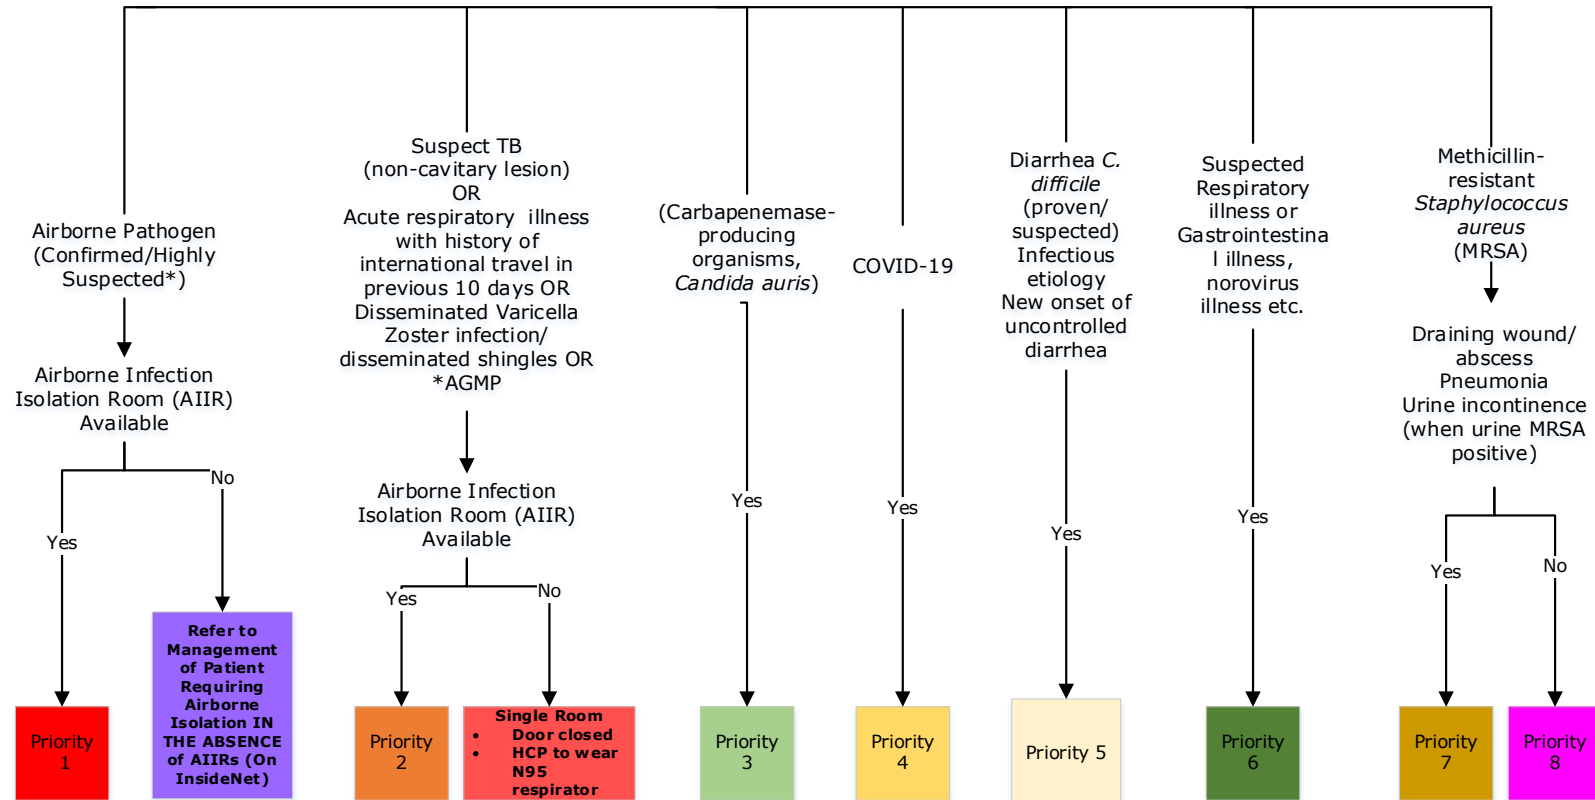 Airborne Pathogen
(Confirmed/Highly
Suspected*)
Airborne Infection
Isolation Room (AIIR)
Available
Yes
No
Priority
1
Refer to
Management
of Patient
Requiring
Airborne
Isolation IN
THE ABSENCE
of AIIRs (On
InsideNet)
Suspect TB
(non-cavitary lesion)
OR
Acute respiratory illness
with history of
international travel in
previous 10 days OR
Disseminated Varicella
Zoster infection/
disseminated shingles OR
*AGMP
Airborne Infection
Isolation Room (AIIR)
Available
Yes
No
Priority
2
Single Room
• Door closed
• HCP to wear
N95
respirator
(Carbapenemase-
producing
organisms,
Candida auris)
Yes
Priority
3
COVID-19
Yes
Priority
4
Diarrhea C.
difficile
(proven/
suspected)
Infectious
etiology
New onset of
uncontrolled
diarrhea
Yes
Priority 5
Suspected
Respiratory
illness or
Gastrointestina
l illness,
norovirus
illness etc.
Yes
Priority
6
Methicillin-
resistant
Staphylococcus
aureus
(MRSA)
Draining wound/
abscess
Pneumonia
Urine incontinence
(when urine MRSA
positive)
Yes
No
Priority
7
Priority
8